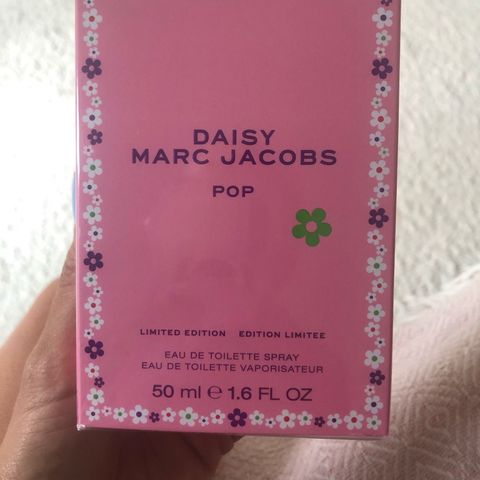 DAISY
MARC JACOBS
POP
LIMITED EDITION EDITION LIMITEE
EAU DE TOILETTE SPRAY
EAU DE TOILETTE VAPORISATEUR
50 ml ℮ 1.6 FL OZ